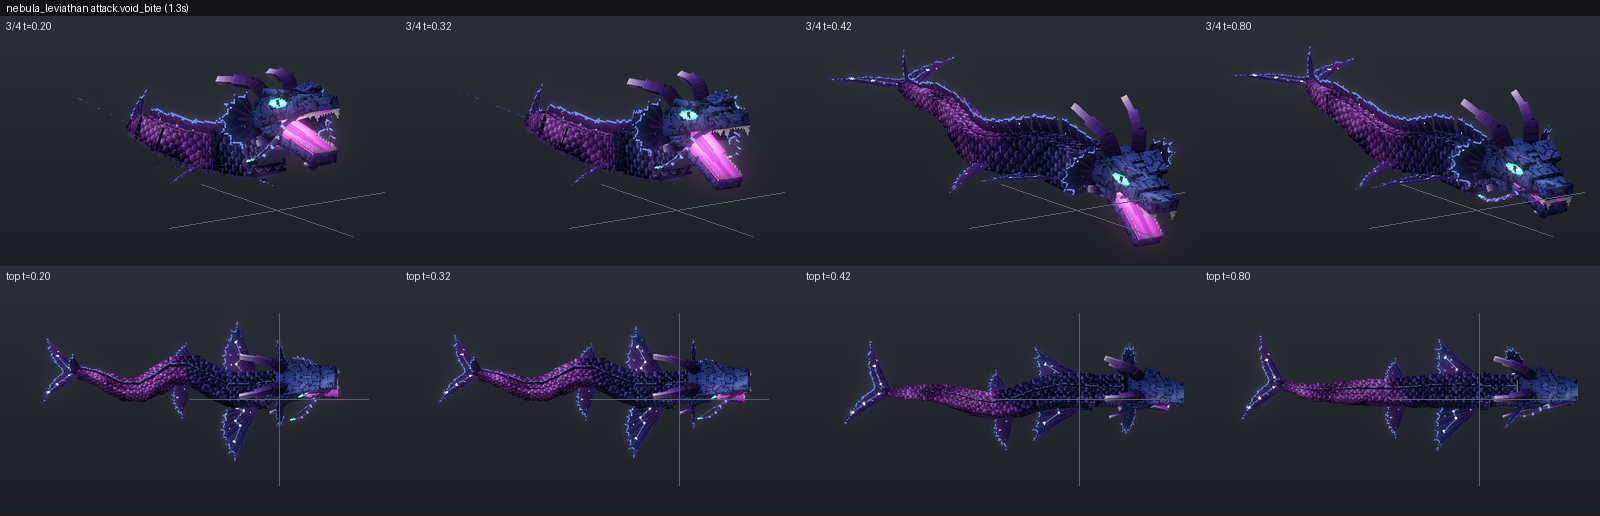 nebula_leviathan attack.void_bite (1.3s)
3/4 t=0.20
3/4 t=0.32
3/4 t=0.42
3/4 t=0.80
top t=0.20
top t=0.32
top t=0.42
top t=0.80